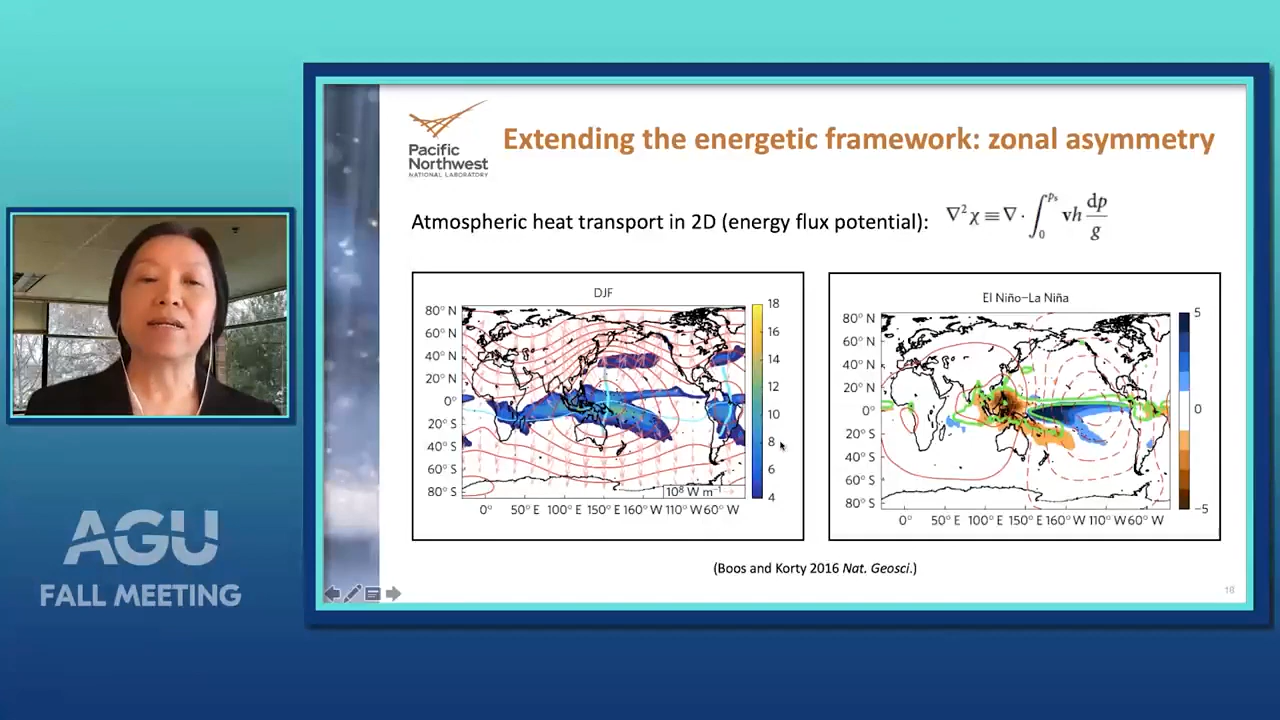 Pacific
Northwest
NATIONAL LABORATORY
Extending the energetic framework: zonal asymmetry
Atmospheric heat transport in 2D (energy flux potential):
∇²χ ≡ ∇ · ∫₀^{pₛ} vh dp/g
DJF
80° N
60° N
40° N
20° N
0°
20° S
40° S
60° S
80° S
0° 50° E 100° E 150° E 160° W 110° W 60° W
10⁸ W m⁻¹
18
16
14
12
10
8
6
4
El Niño–La Niña
80° N
60° N
40° N
20° N
0°
20° S
40° S
60° S
80° S
0° 50° E 100° E 150° E 160° W 110° W 60° W
5
0
−5
(Boos and Korty 2016 Nat. Geosci.)
18
AGU
FALL MEETING